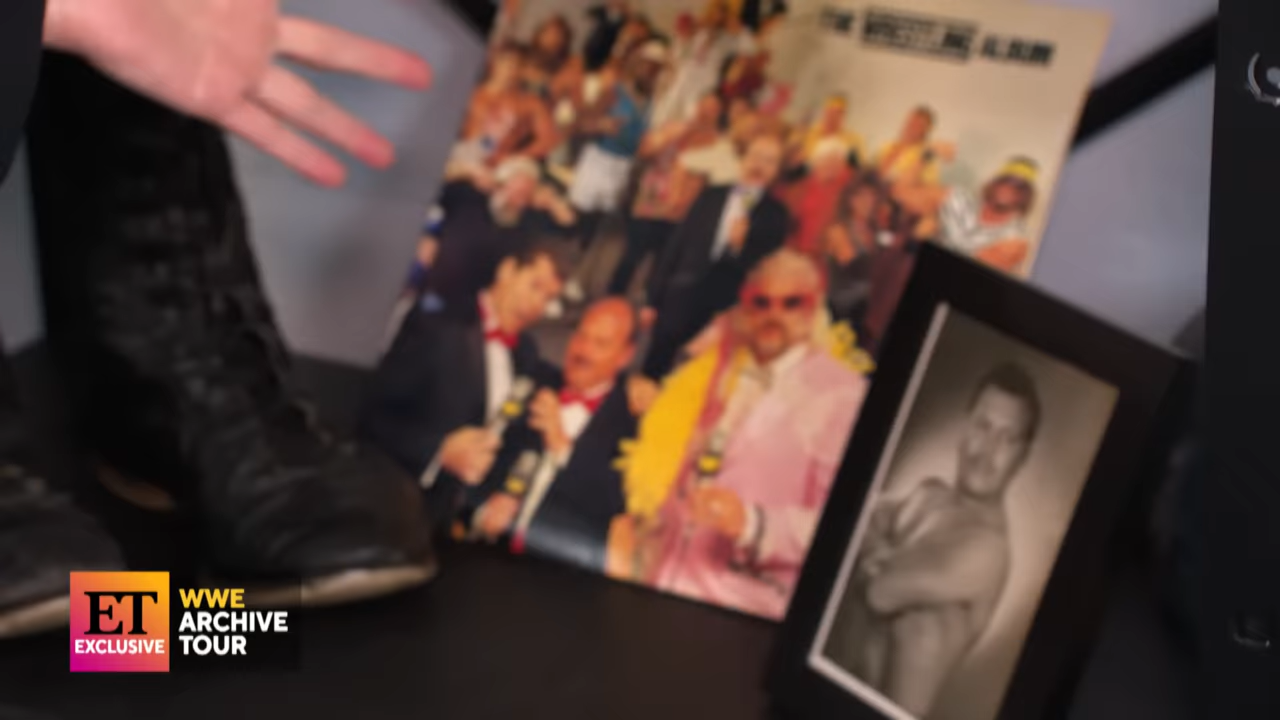 THE WRESTLING ALBUM
ET
EXCLUSIVE
WWE
ARCHIVE
TOUR